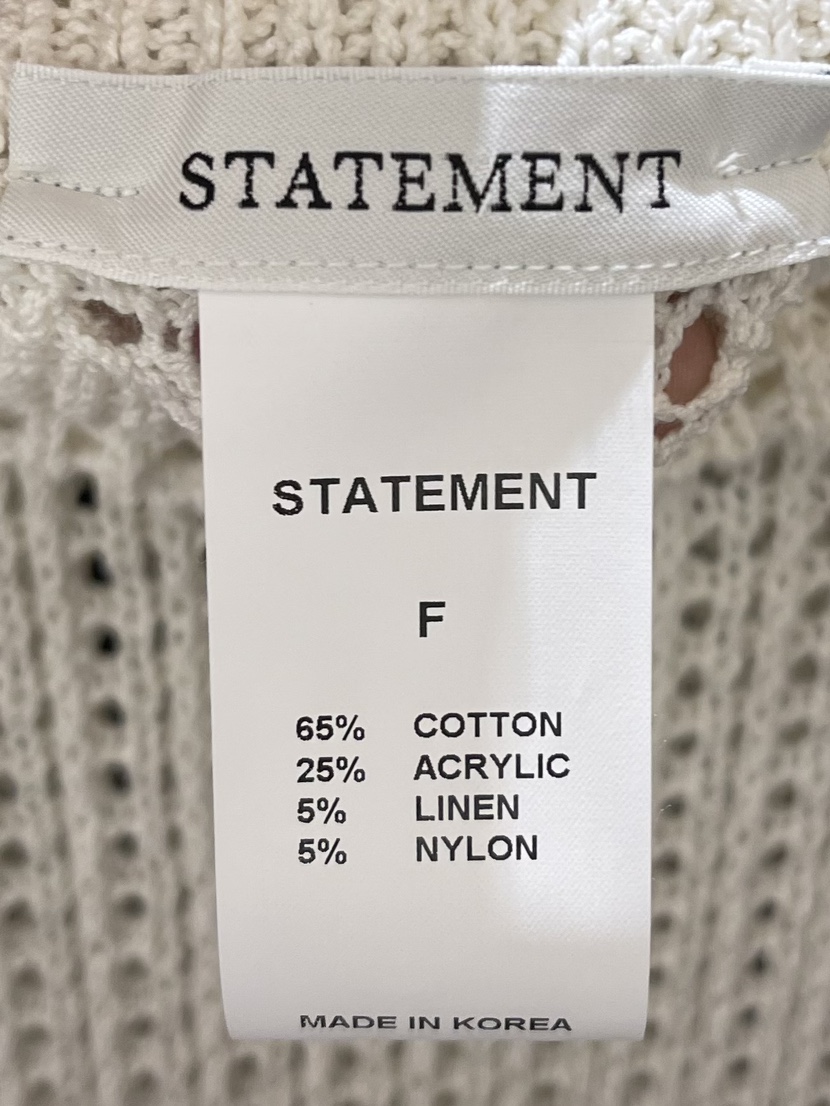 STATEMENT
STATEMENT
F
65% COTTON
25% ACRYLIC
5% LINEN
5% NYLON
MADE IN KOREA